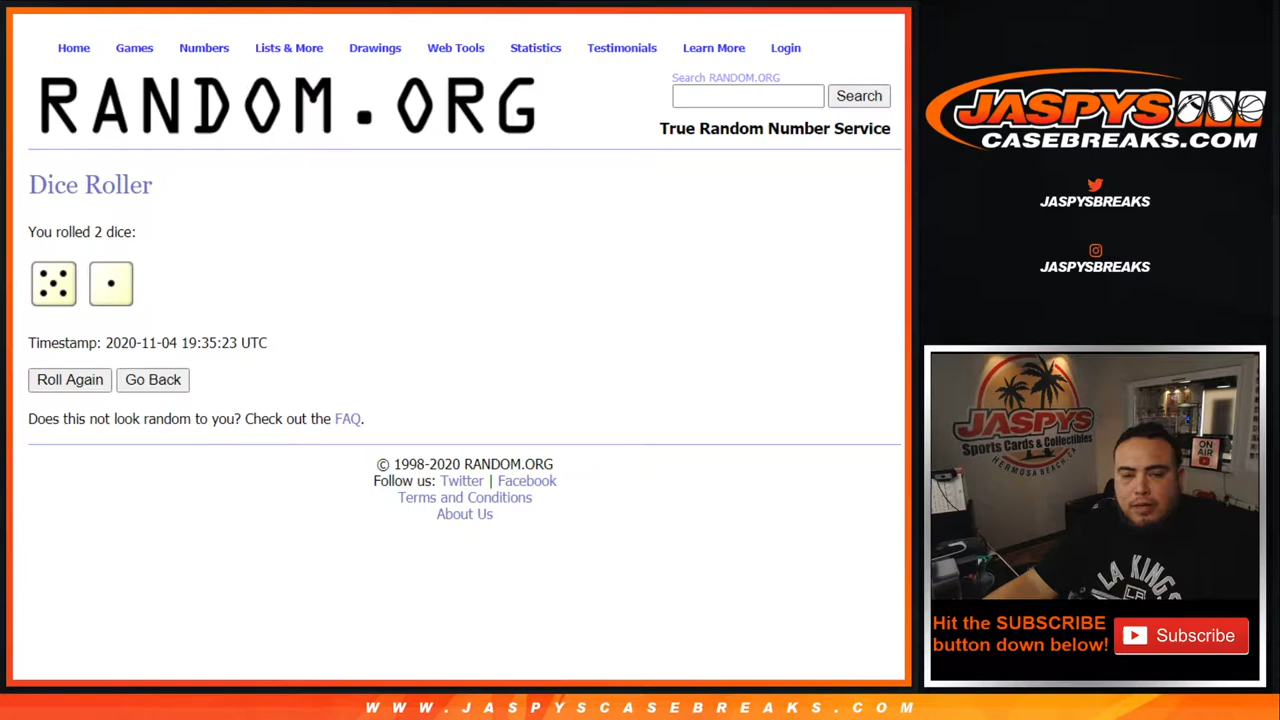 Home Games Numbers Lists & More Drawings Web Tools Statistics Testimonials Learn More Login
RANDOM.ORG
Search RANDOM.ORG
Search
True Random Number Service
Dice Roller
You rolled 2 dice:
Timestamp: 2020-11-04 19:35:23 UTC
Roll Again Go Back
Does this not look random to you? Check out the FAQ.
© 1998-2020 RANDOM.ORG
Follow us: Twitter | Facebook
Terms and Conditions
About Us
JASPYS
CASEBREAKS.COM
JASPYSBREAKS
JASPYSBREAKS
JASPYS
Sports Cards & Collectibles
HERMOSA BEACH, CA
ON
AIR
LA KINGS
LA
Hit the SUBSCRIBE
button down below!
Subscribe
WWW.JASPYSCASEBREAKS.COM